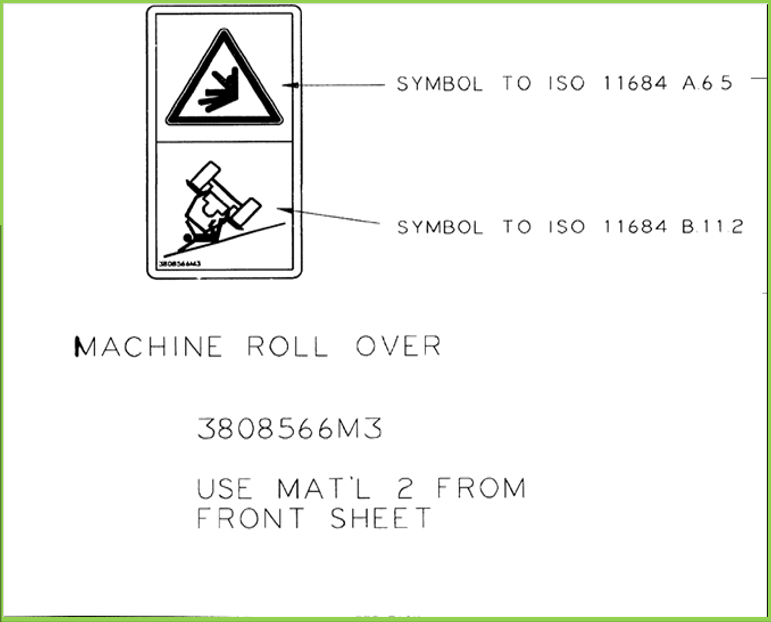 SYMBOL TO ISO 11684 A.6.5
SYMBOL TO ISO 11684 B.11.2
3808566M3
MACHINE ROLL OVER
3808566M3
USE MAT'L 2 FROM
FRONT SHEET